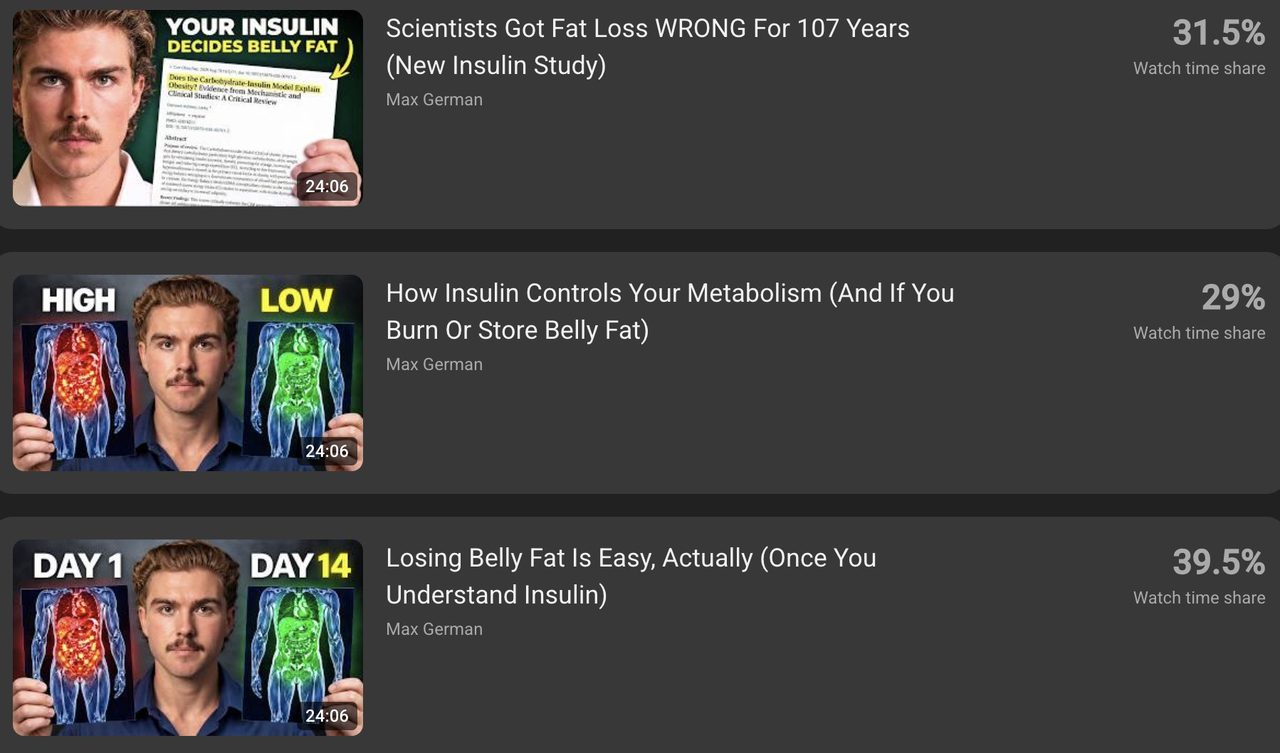 YOUR INSULIN
DECIDES BELLY FAT
Does the Carbohydrate-Insulin Model Explain
Obesity? Evidence from Mechanistic and
Clinical Studies: A Critical Review
Abstract
24:06
Scientists Got Fat Loss WRONG For 107 Years
(New Insulin Study)
Max German
31.5%
Watch time share
HIGH
LOW
24:06
How Insulin Controls Your Metabolism (And If You
Burn Or Store Belly Fat)
Max German
29%
Watch time share
DAY 1
DAY 14
24:06
Losing Belly Fat Is Easy, Actually (Once You
Understand Insulin)
Max German
39.5%
Watch time share